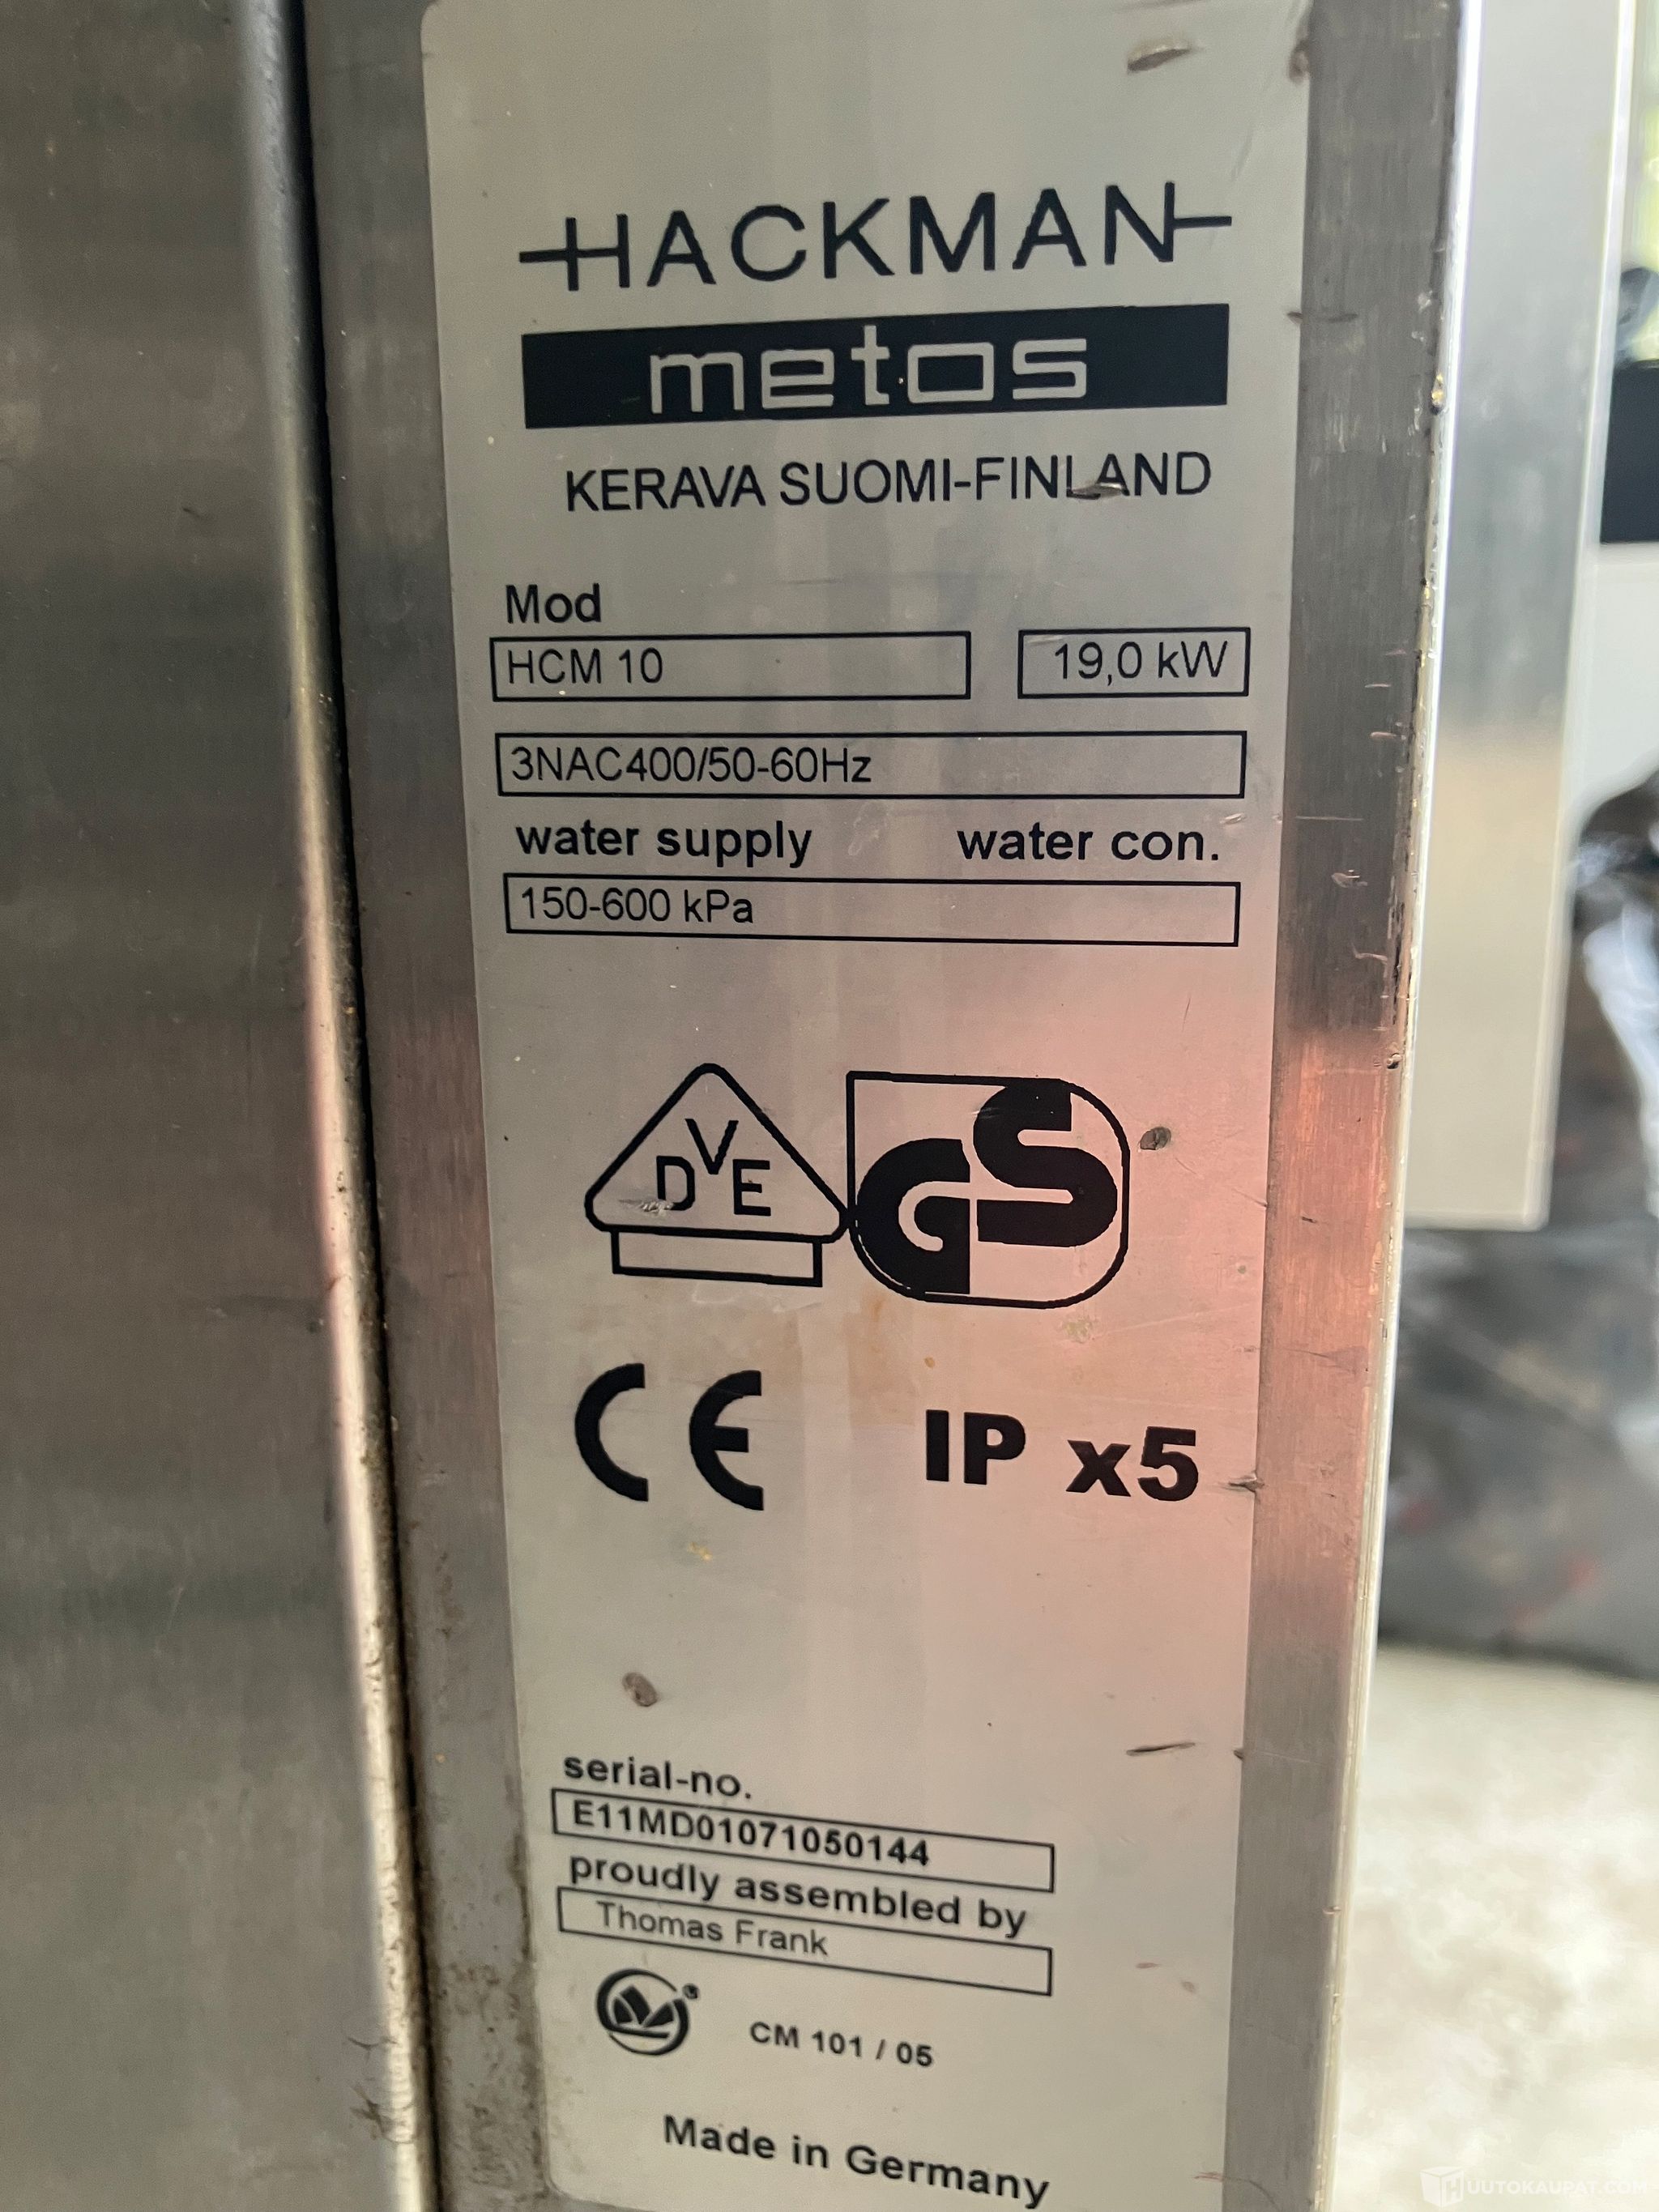 HACKMAN
metos
KERAVA SUOMI-FINLAND
Mod
HCM 10 19,0 kW
3NAC400/50-60Hz
water supply water con.
150-600 kPa
DVE GS
CE IP x5
serial-no.
E11MD01071050144
proudly assembled by
Thomas Frank
® CM 101 / 05
Made in Germany
HUUTOKAUPAT.COM